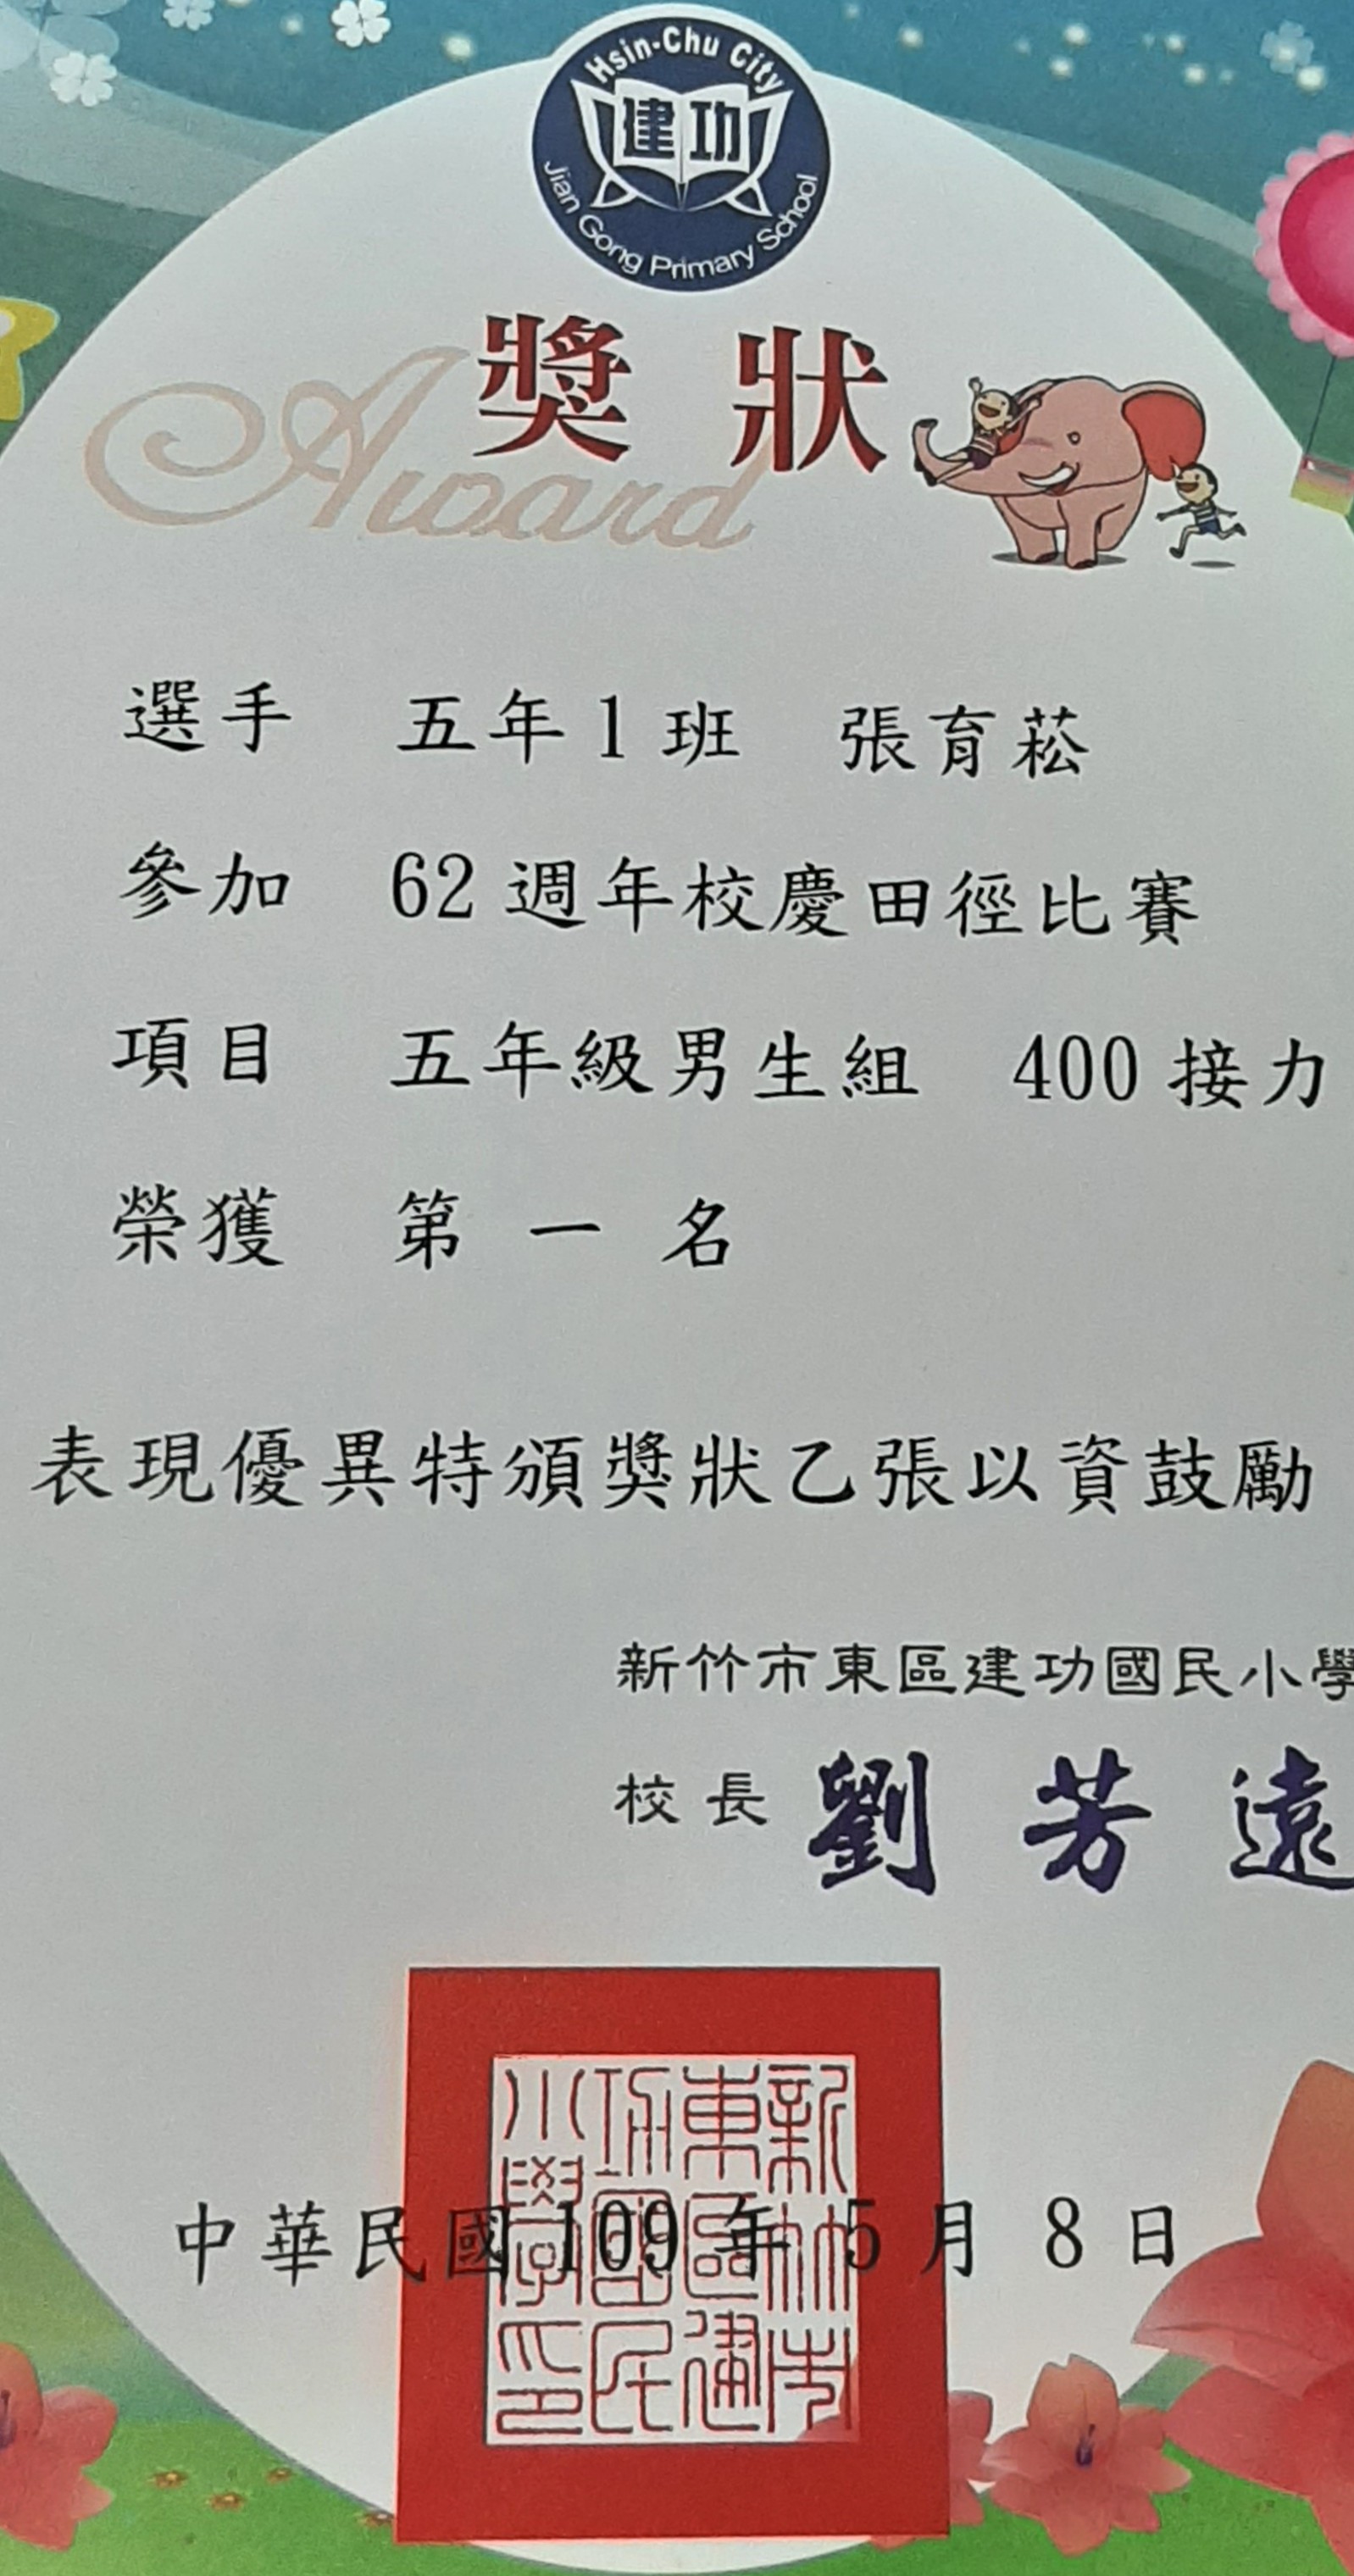 Hsin-Chu City
建功
Jian Gong Primary School
獎狀
Award
選手 五年1班 張育菘
參加 62週年校慶田徑比賽
項目 五年級男生組 400接力
榮獲 第一名
表現優異特頒獎狀乙張以資鼓勵
新竹市東區建功國民小學
校長 劉芳遠
新竹市
東區建
功國民
小學印
中華民國109年5月8日